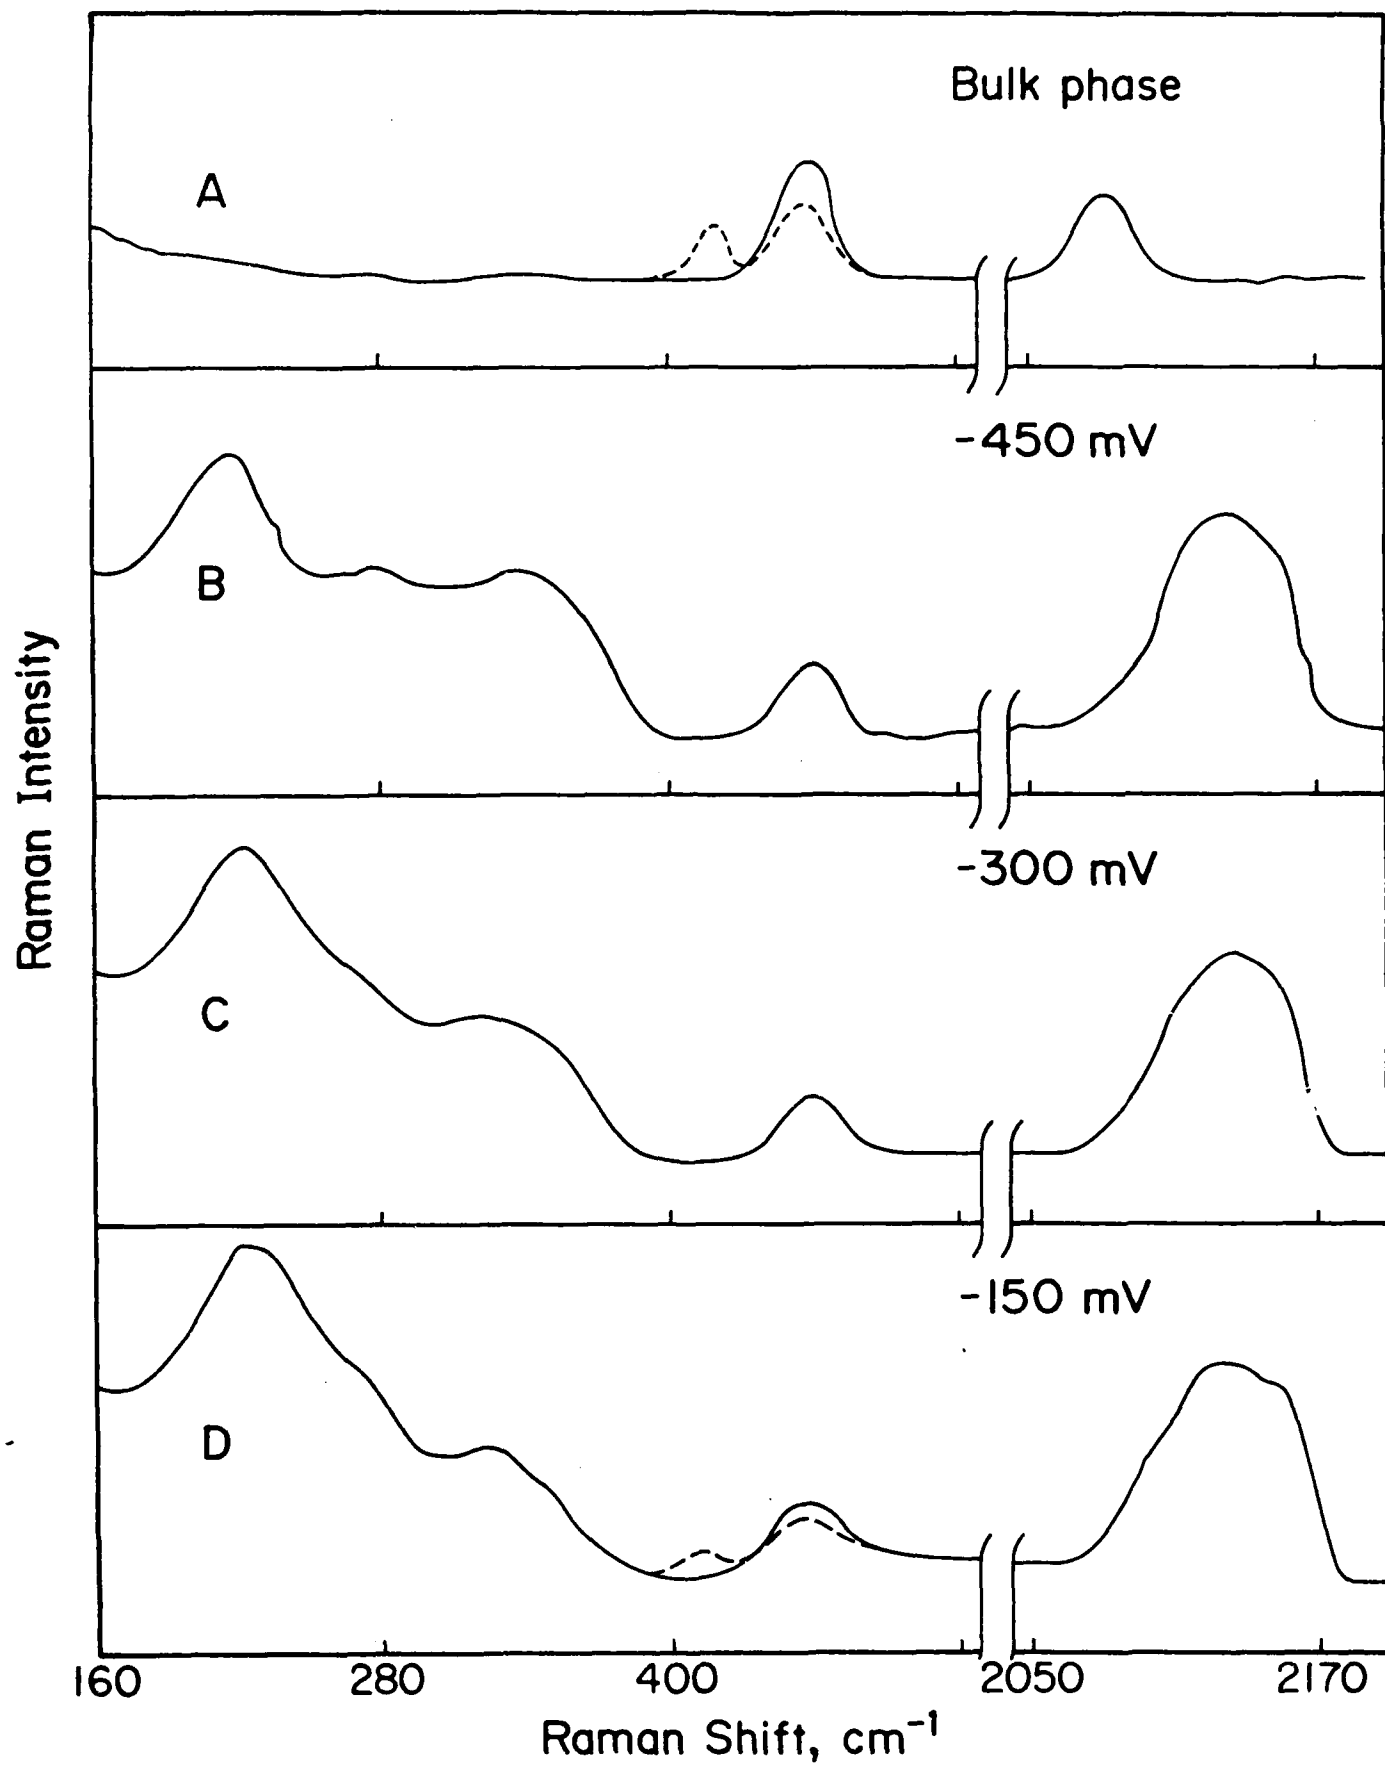 Bulk phase
A
-450 mV
B
-300 mV
C
-150 mV
D
Raman Intensity
160 280 400 2050 2170
Raman Shift, cm⁻¹